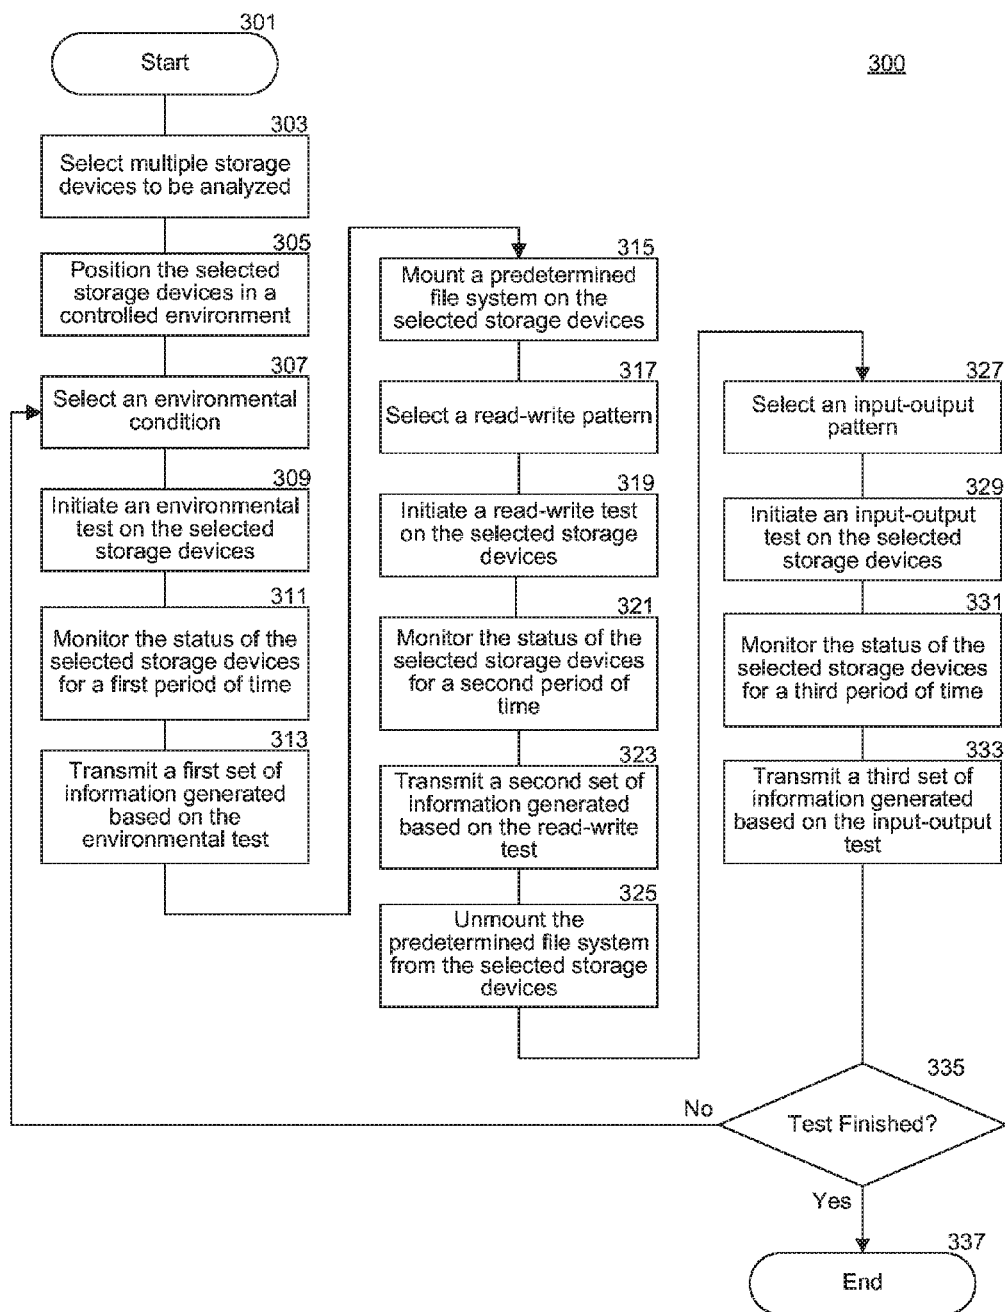 301
Start
300
303
Select multiple storage
devices to be analyzed
305
Position the selected
storage devices in a
controlled environment
307
Select an environmental
condition
309
Initiate an environmental
test on the selected
storage devices
311
Monitor the status of the
selected storage devices
for a first period of time
313
Transmit a first set of
information generated
based on the
environmental test
315
Mount a predetermined
file system on the
selected storage devices
317
Select a read-write pattern
319
Initiate a read-write test
on the selected storage
devices
321
Monitor the status of the
selected storage devices
for a second period of
time
323
Transmit a second set of
information generated
based on the read-write
test
325
Unmount the
predetermined file system
from the selected storage
devices
327
Select an input-output
pattern
329
Initiate an input-output
test on the selected
storage devices
331
Monitor the status of the
selected storage devices
for a third period of time
333
Transmit a third set of
information generated
based on the input-output
test
335
Test Finished?
No
Yes
337
End